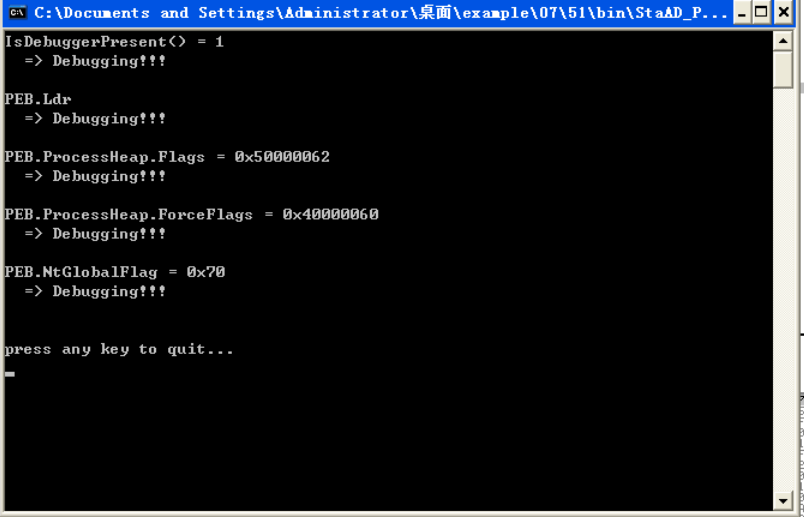 C:\Documents and Settings\Administrator\桌面\example\07\51\bin\StaAD_P...
IsDebuggerPresent() = 1
=> Debugging!!!
PEB.Ldr
=> Debugging!!!
PEB.ProcessHeap.Flags = 0x50000062
=> Debugging!!!
PEB.ProcessHeap.ForceFlags = 0x40000060
=> Debugging!!!
PEB.NtGlobalFlag = 0x70
=> Debugging!!!
press any key to quit...